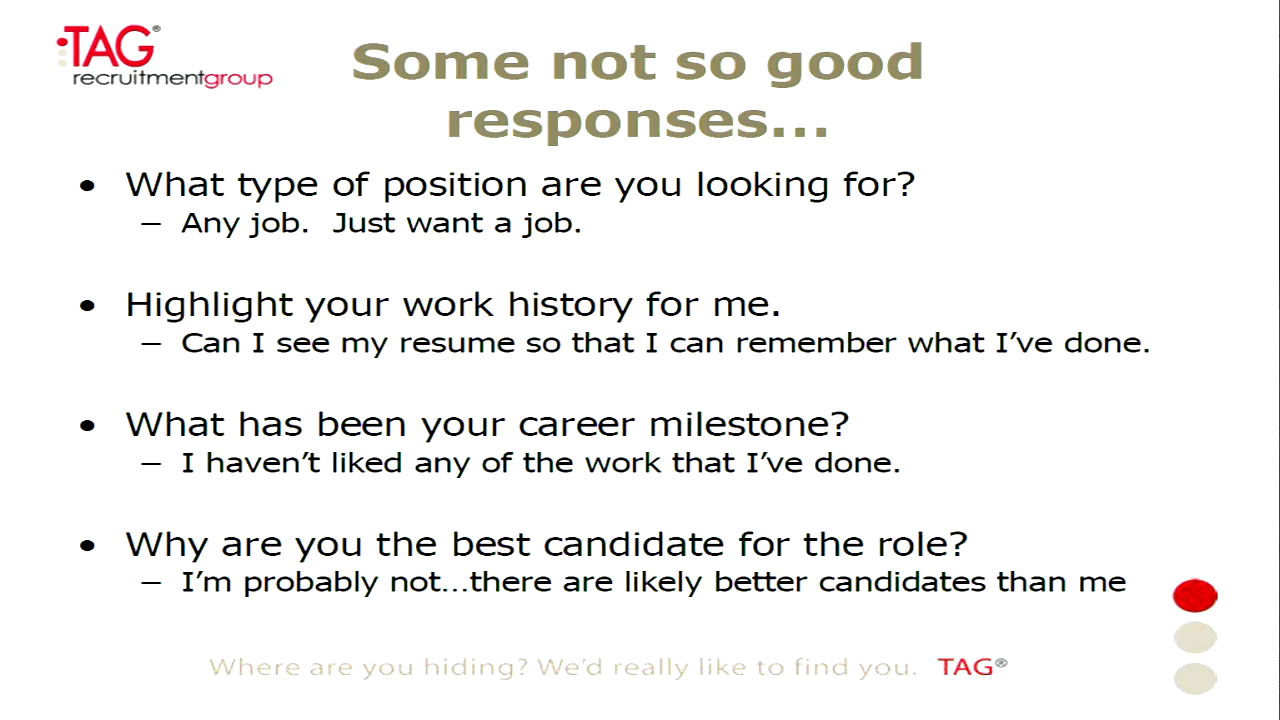 TAG®
recruitmentgroup
Some not so good
responses...
• What type of position are you looking for?
– Any job.  Just want a job.
• Highlight your work history for me.
– Can I see my resume so that I can remember what I’ve done.
• What has been your career milestone?
– I haven’t liked any of the work that I’ve done.
• Why are you the best candidate for the role?
– I’m probably not...there are likely better candidates than me
Where are you hiding? We’d really like to find you. TAG®